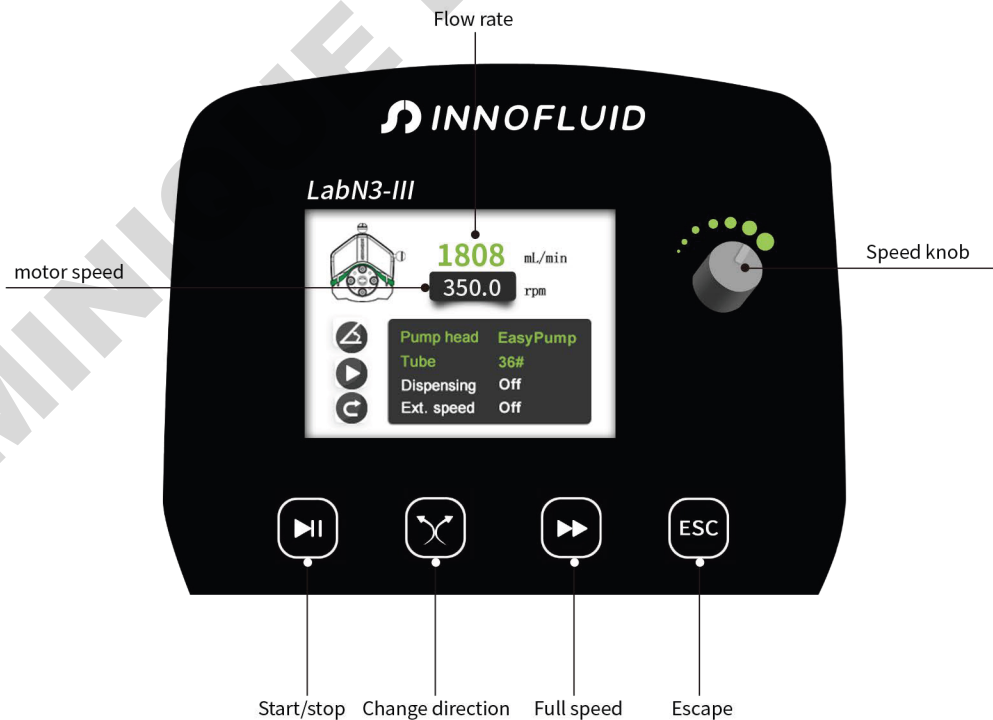 Flow rate
INNOFLUID
LabN3-III
1808 mL/min
motor speed
350.0 rpm
Speed knob
Pump head EasyPump
Tube 36#
Dispensing Off
Ext. speed Off
ESC
Start/stop Change direction Full speed Escape